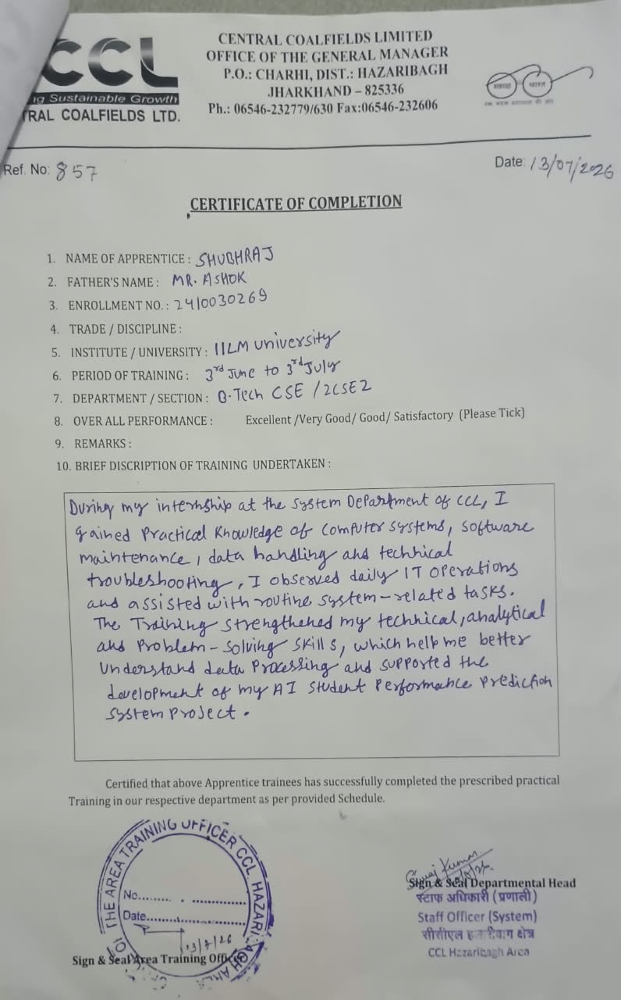 CCL
ng Sustainable Growth
TRAL COALFIELDS LTD.
CENTRAL COALFIELDS LIMITED
OFFICE OF THE GENERAL MANAGER
P.O.: CHARHI, DIST.: HAZARIBAGH
JHARKHAND – 825336
Ph.: 06546-232779/630 Fax:06546-232606
स्वच्छ भारत
एक कदम स्वच्छता की ओर
Ref. No: 857
Date: 13/07/2026
CERTIFICATE OF COMPLETION
1. NAME OF APPRENTICE : SHUBHRAJ
2. FATHER'S NAME : MR. ASHOK
3. ENROLLMENT NO. : 2410030269
4. TRADE / DISCIPLINE :
5. INSTITUTE / UNIVERSITY : IILM University
6. PERIOD OF TRAINING : 3rd June to 3rd July
7. DEPARTMENT / SECTION : B.Tech CSE / 2CSE2
8. OVER ALL PERFORMANCE : Excellent /Very Good/ Good/ Satisfactory (Please Tick)
9. REMARKS :
10. BRIEF DISCRIPTION OF TRAINING UNDERTAKEN :
During my internship at the System Department of CCL, I
gained Practical Knowledge of computer systems, software
maintenance, data handling and technical
troubleshooting, I observed daily IT operations
and assisted with routine system-related tasks.
The Training strengthened my technical, analytical
and Problem-solving skills, which help me better
understand data Processing and supported the
development of my AI Student Performance Prediction
system project.
Certified that above Apprentice trainees has successfully completed the prescribed practical
Training in our respective department as per provided Schedule.
THE AREA TRAINING OFFICER CCL. HAZARI
No.
Date
13/7/26
Sign & Seal Area Training Officer
Suraj Kumar
Sign & Seal Departmental Head
स्टाफ अधिकारी (प्रणाली)
Staff Officer (System)
सीसीएल हजारीबाग क्षेत्र
CCL Hazaribagh Area